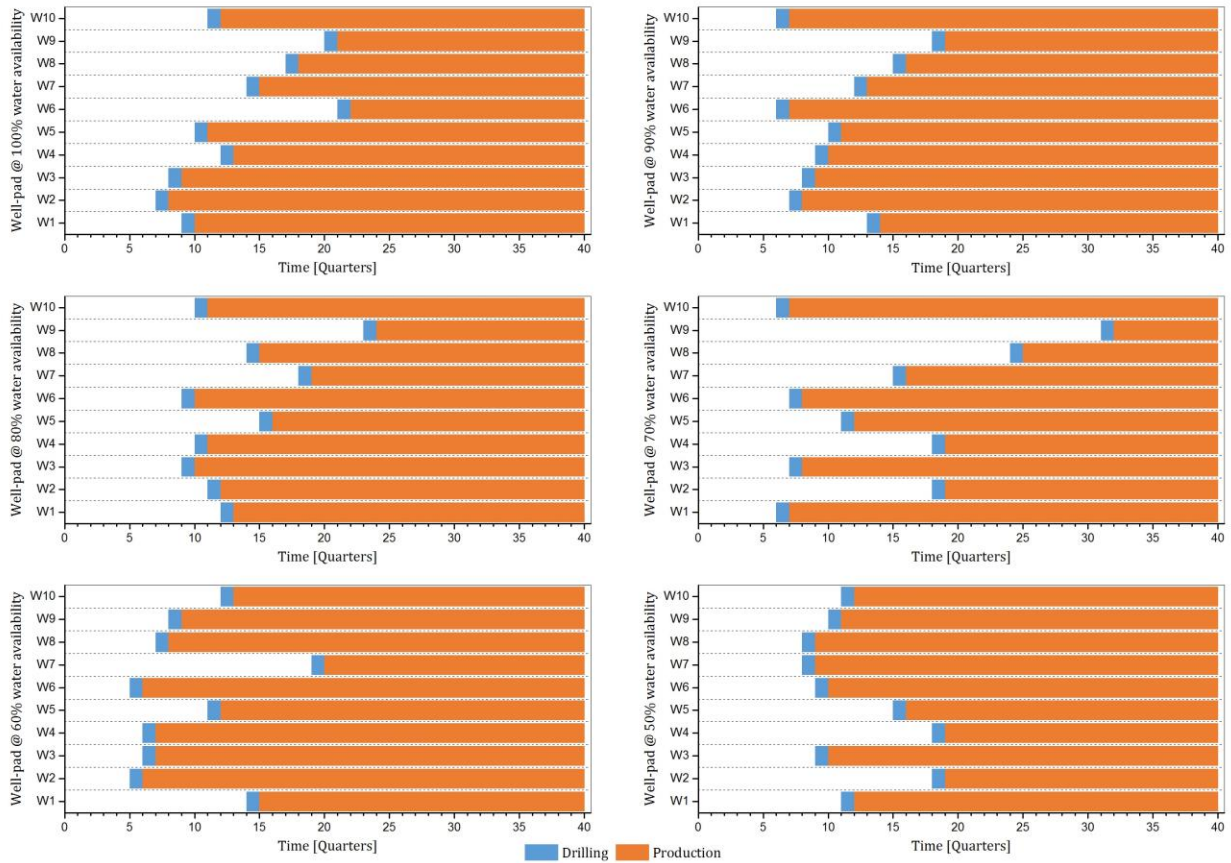 Well-pad @ 100% water availability
W10
W9
W8
W7
W6
W5
W4
W3
W2
W1
0 5 10 15 20 25 30 35 40
Time [Quarters]
Well-pad @ 90% water availability
W10
W9
W8
W7
W6
W5
W4
W3
W2
W1
0 5 10 15 20 25 30 35 40
Time [Quarters]
Well-pad @ 80% water availability
W10
W9
W8
W7
W6
W5
W4
W3
W2
W1
0 5 10 15 20 25 30 35 40
Time [Quarters]
Well-pad @ 70% water availability
W10
W9
W8
W7
W6
W5
W4
W3
W2
W1
0 5 10 15 20 25 30 35 40
Time [Quarters]
Well-pad @ 60% water availability
W10
W9
W8
W7
W6
W5
W4
W3
W2
W1
0 5 10 15 20 25 30 35 40
Time [Quarters]
Well-pad @ 50% water availability
W10
W9
W8
W7
W6
W5
W4
W3
W2
W1
0 5 10 15 20 25 30 35 40
Time [Quarters]
Drilling Production